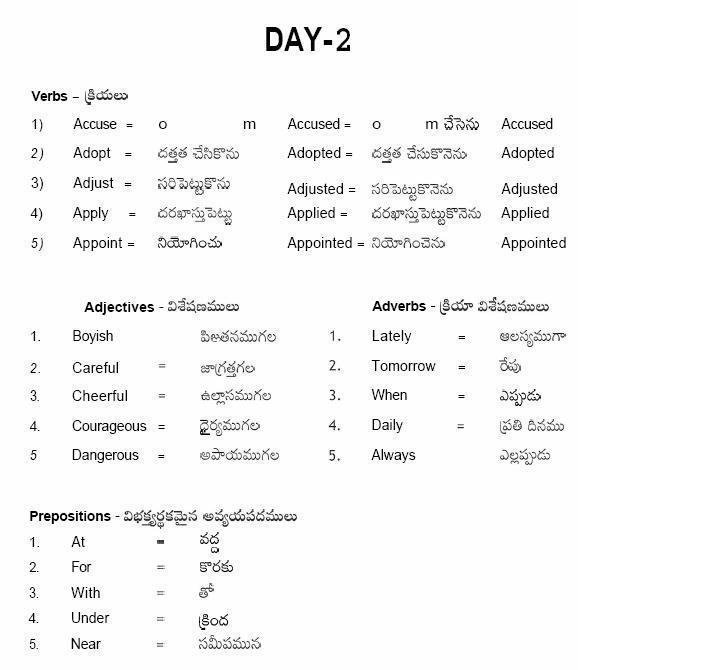 DAY-2
Verbs – క్రియలు
1) Accuse = o m Accused = o m చేసెను Accused
2) Adopt = దత్తత చేసికొను Adopted = దత్తత చేసుకొనెను Adopted
3) Adjust = సరిపెట్టుకొను Adjusted = సరిపెట్టుకొనెను Adjusted
4) Apply = దరఖాస్తుపెట్టు Applied = దరఖాస్తుపెట్టుకొనెను Applied
5) Appoint = నియోగించు Appointed = నియోగించెను Appointed
Adjectives - విశేషణములు Adverbs - క్రియా విశేషణములు
1. Boyish పిఱతనముగల 1. Lately = ఆలస్యముగా
2. Careful = జాగ్రత్తగల 2. Tomorrow = రేపు
3. Cheerful = ఉల్లాసముగల 3. When = ఎప్పుడు
4. Courageous = ధైర్యముగల 4. Daily = ప్రతి దినము
5 Dangerous = అపాయముగల 5. Always ఎల్లప్పుడు
Prepositions - విభక్త్యర్థకమైన అవ్యయపదములు
1. At = వద్ద
2. For = కొరకు
3. With = తో
4. Under = క్రింద
5. Near = సమీపమున